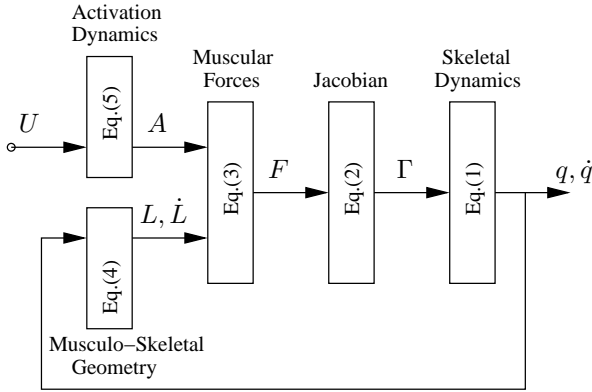 Activation
Dynamics
Muscular
Forces
Jacobian
Skeletal
Dynamics
U
Eq.(5)
A
Eq.(3)
F
Eq.(2)
Γ
Eq.(1)
q, q̇
L, L̇
Eq.(4)
Musculo–Skeletal
Geometry